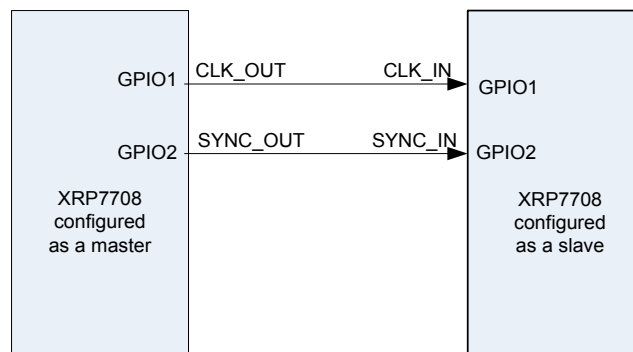 GPIO1 CLK_OUT CLK_IN GPIO1
GPIO2 SYNC_OUT SYNC_IN GPIO2
XRP7708
configured
as a master
XRP7708
configured
as a slave